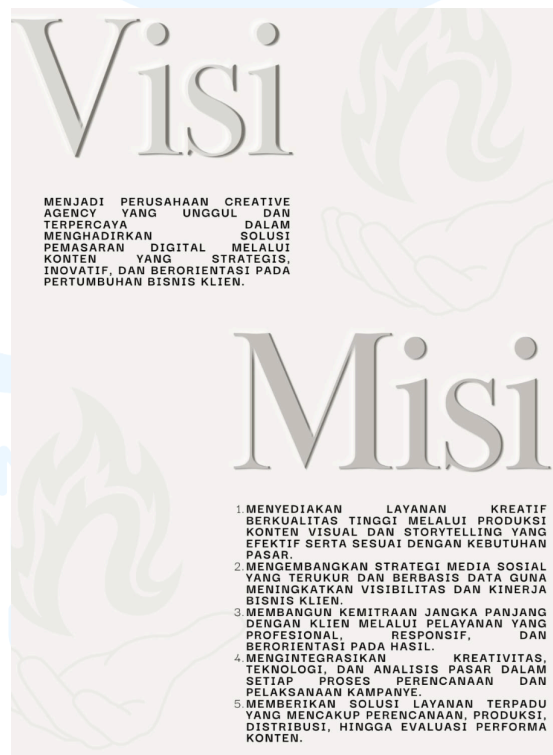 Visi
MENJADI PERUSAHAAN CREATIVE
AGENCY YANG UNGGUL DAN
TERPERCAYA DALAM
MENGHADIRKAN SOLUSI
PEMASARAN DIGITAL MELALUI
KONTEN YANG STRATEGIS,
INOVATIF, DAN BERORIENTASI PADA
PERTUMBUHAN BISNIS KLIEN.
Misi
1. MENYEDIAKAN LAYANAN KREATIF
BERKUALITAS TINGGI MELALUI PRODUKSI
KONTEN VISUAL DAN STORYTELLING YANG
EFEKTIF SERTA SESUAI DENGAN KEBUTUHAN
PASAR.
2. MENGEMBANGKAN STRATEGI MEDIA SOSIAL
YANG TERUKUR DAN BERBASIS DATA GUNA
MENINGKATKAN VISIBILITAS DAN KINERJA
BISNIS KLIEN.
3. MEMBANGUN KEMITRAAN JANGKA PANJANG
DENGAN KLIEN MELALUI PELAYANAN YANG
PROFESIONAL, RESPONSIF, DAN
BERORIENTASI PADA HASIL.
4. MENGINTEGRASIKAN KREATIVITAS,
TEKNOLOGI, DAN ANALISIS PASAR DALAM
SETIAP PROSES PERENCANAAN DAN
PELAKSANAAN KAMPANYE.
5. MEMBERIKAN SOLUSI LAYANAN TERPADU
YANG MENCAKUP PERENCANAAN, PRODUKSI,
DISTRIBUSI, HINGGA EVALUASI PERFORMA
KONTEN.